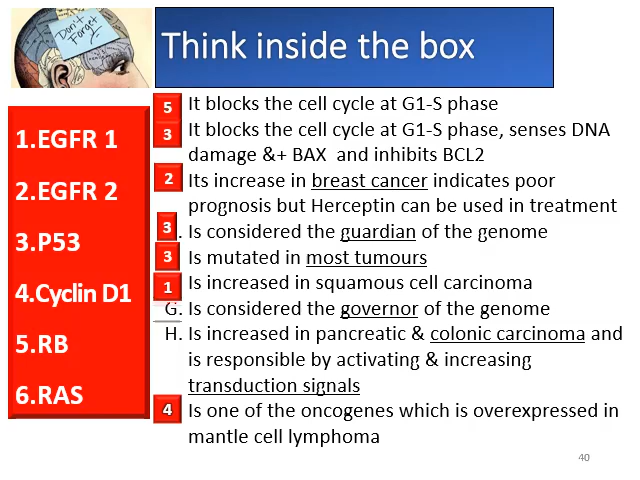 Don't
Forget
Think inside the box
1.EGFR 1
2.EGFR 2
3.P53
4.Cyclin D1
5.RB
6.RAS
5 It blocks the cell cycle at G1-S phase
3 It blocks the cell cycle at G1-S phase, senses DNA
damage &+ BAX and inhibits BCL2
2 Its increase in breast cancer indicates poor
prognosis but Herceptin can be used in treatment
3. Is considered the guardian of the genome
3 Is mutated in most tumours
1 Is increased in squamous cell carcinoma
G. Is considered the governor of the genome
H. Is increased in pancreatic & colonic carcinoma and
is responsible by activating & increasing
transduction signals
4 Is one of the oncogenes which is overexpressed in
mantle cell lymphoma
40